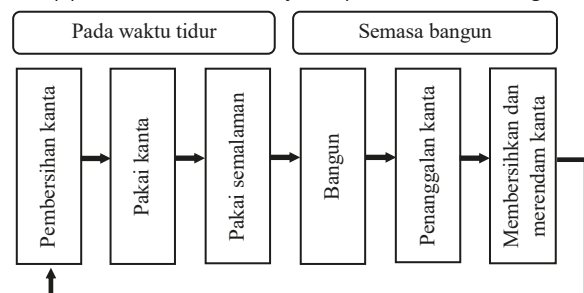 Pada waktu tidur
Semasa bangun
Pembersihan kanta
Pakai kanta
Pakai semalaman
Bangun
Penanggalan kanta
Membersihkan dan
merendam kanta